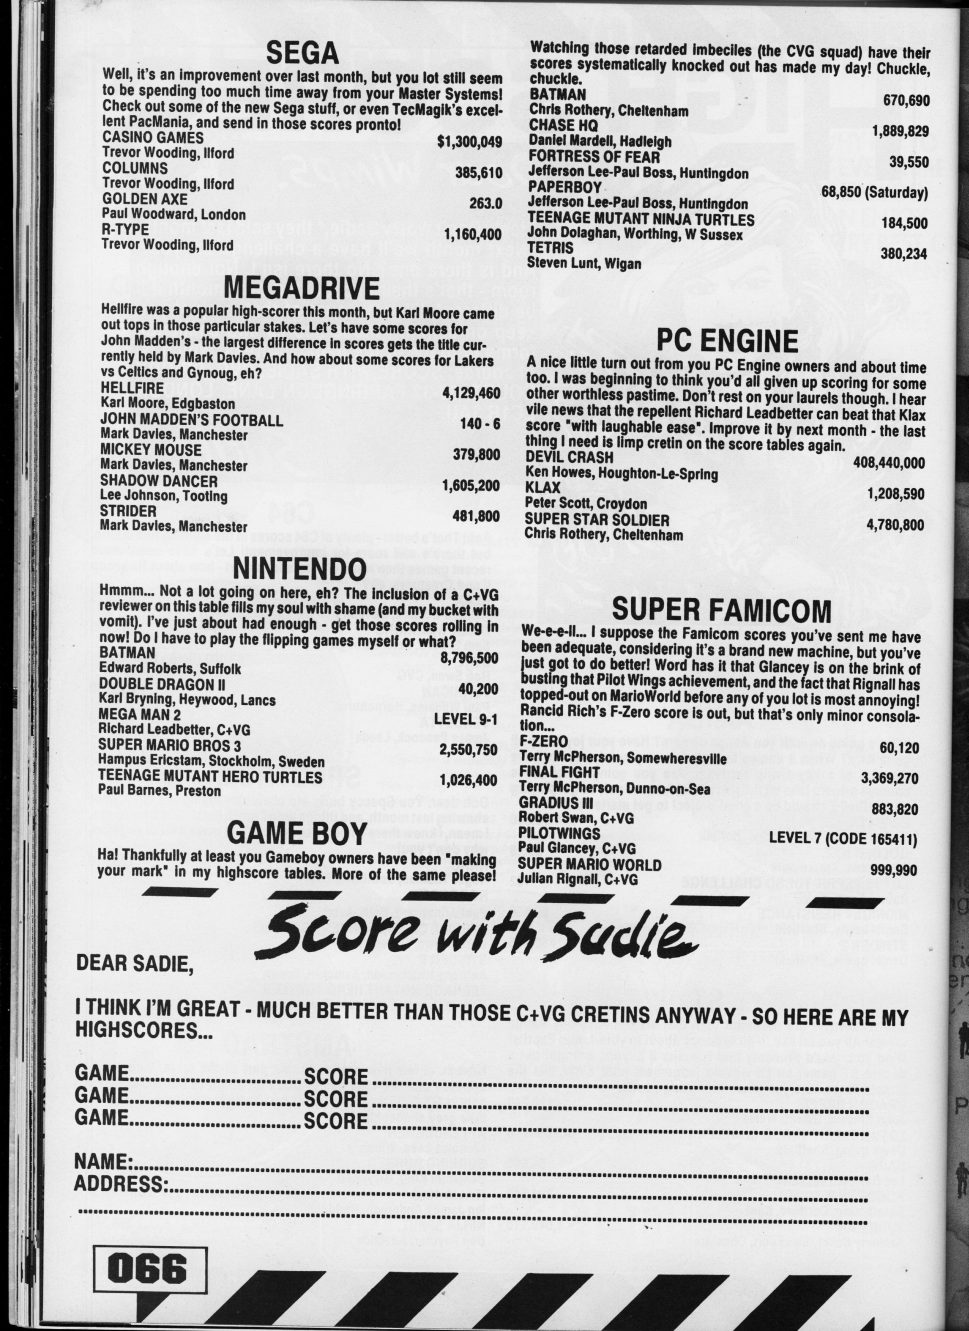 SEGA
Well, it's an improvement over last month, but you lot still seem
to be spending too much time away from your Master Systems!
Check out some of the new Sega stuff, or even TecMagik's excel-
lent PacMania, and send in those scores pronto!
CASINO GAMES $1,300,049
Trevor Wooding, Ilford
COLUMNS 385,610
Trevor Wooding, Ilford
GOLDEN AXE 263.0
Paul Woodward, London
R-TYPE 1,160,400
Trevor Wooding, Ilford
MEGADRIVE
Hellfire was a popular high-scorer this month, but Karl Moore came
out tops in those particular stakes. Let's have some scores for
John Madden's - the largest difference in scores gets the title cur-
rently held by Mark Davies. And how about some scores for Lakers
vs Celtics and Gynoug, eh?
HELLFIRE 4,129,460
Karl Moore, Edgbaston
JOHN MADDEN'S FOOTBALL 140 - 6
Mark Davies, Manchester
MICKEY MOUSE 379,800
Mark Davies, Manchester
SHADOW DANCER 1,605,200
Lee Johnson, Tooting
STRIDER 481,800
Mark Davies, Manchester
NINTENDO
Hmmm... Not a lot going on here, eh? The inclusion of a C+VG
reviewer on this table fills my soul with shame (and my bucket with
vomit). I've just about had enough - get those scores rolling in
now! Do I have to play the flipping games myself or what?
BATMAN 8,796,500
Edward Roberts, Suffolk
DOUBLE DRAGON II 40,200
Karl Bryning, Heywood, Lancs
MEGA MAN 2 LEVEL 9-1
Richard Leadbetter, C+VG
SUPER MARIO BROS 3 2,550,750
Hampus Ericstam, Stockholm, Sweden
TEENAGE MUTANT HERO TURTLES 1,026,400
Paul Barnes, Preston
GAME BOY
Ha! Thankfully at least you Gameboy owners have been "making
your mark" in my highscore tables. More of the same please!
Watching those retarded imbeciles (the CVG squad) have their
scores systematically knocked out has made my day! Chuckle,
chuckle.
BATMAN 670,690
Chris Rothery, Cheltenham
CHASE HQ 1,889,829
Daniel Mardell, Hadleigh
FORTRESS OF FEAR 39,550
Jefferson Lee-Paul Boss, Huntingdon
PAPERBOY 68,850 (Saturday)
Jefferson Lee-Paul Boss, Huntingdon
TEENAGE MUTANT NINJA TURTLES 184,500
John Dolaghan, Worthing, W Sussex
TETRIS 380,234
Steven Lunt, Wigan
PC ENGINE
A nice little turn out from you PC Engine owners and about time
too. I was beginning to think you'd all given up scoring for some
other worthless pastime. Don't rest on your laurels though. I hear
vile news that the repellent Richard Leadbetter can beat that Klax
score "with laughable ease". Improve it by next month - the last
thing I need is limp cretin on the score tables again.
DEVIL CRASH 408,440,000
Ken Howes, Houghton-Le-Spring
KLAX 1,208,590
Peter Scott, Croydon
SUPER STAR SOLDIER 4,780,800
Chris Rothery, Cheltenham
SUPER FAMICOM
We-e-e-ll... I suppose the Famicom scores you've sent me have
been adequate, considering it's a brand new machine, but you've
just got to do better! Word has it that Glancey is on the brink of
busting that Pilot Wings achievement, and the fact that Rignall has
topped-out on MarioWorld before any of you lot is most annoying!
Rancid Rich's F-Zero score is out, but that's only minor consola-
tion...
F-ZERO 60,120
Terry McPherson, Somewheresville
FINAL FIGHT 3,369,270
Terry McPherson, Dunno-on-Sea
GRADIUS III 883,820
Robert Swan, C+VG
PILOTWINGS LEVEL 7 (CODE 165411)
Paul Glancey, C+VG
SUPER MARIO WORLD 999,990
Julian Rignall, C+VG
Score with Sadie
DEAR SADIE,
I THINK I'M GREAT - MUCH BETTER THAN THOSE C+VG CRETINS ANYWAY - SO HERE ARE MY
HIGHSCORES...
GAME..............................SCORE..............................
GAME..............................SCORE..............................
GAME..............................SCORE..............................
NAME:..............................
ADDRESS:..............................
..............................
066